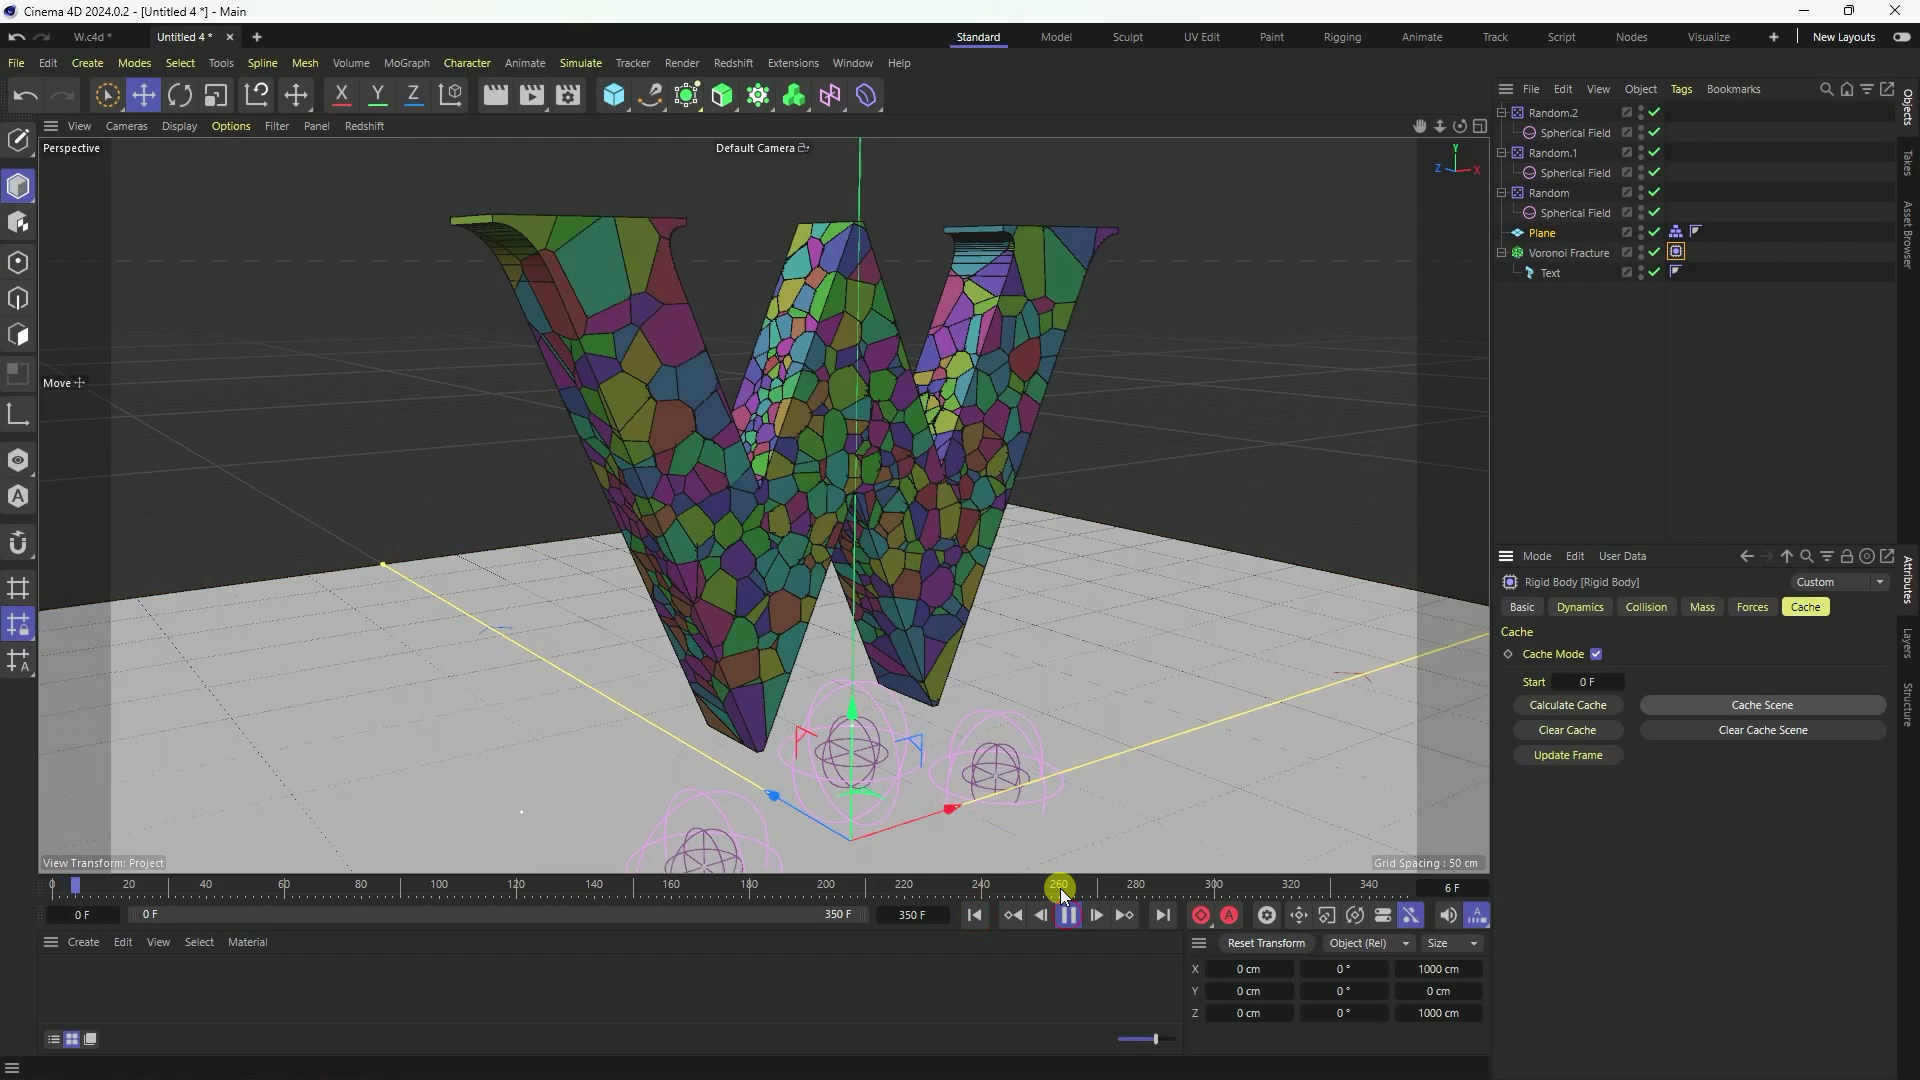 Cinema 4D 2024.0.2 - [Untitled 4 *] - Main
W.c4d *
Untitled 4 *
Standard
Model
Sculpt
UV Edit
Paint
Rigging
Animate
Track
Script
Nodes
Visualize
New Layouts
File Edit Create Modes Select Tools Spline Mesh Volume MoGraph Character Animate Simulate Tracker Render Redshift Extensions Window Help
X Y Z
View Cameras Display Options Filter Panel Redshift
Perspective
Default Camera
Y
Z
X
Move
View Transform: Project
Grid Spacing : 50 cm
File Edit View Object Tags Bookmarks
Random.2
Spherical Field
Random.1
Spherical Field
Random
Spherical Field
Plane
Voronoi Fracture
Text
Objects
Takes
Asset Browser
Mode Edit User Data
Rigid Body [Rigid Body]
Custom
Basic Dynamics Collision Mass Forces Cache
Cache
Cache Mode
Start 0 F
Calculate Cache Cache Scene
Clear Cache Clear Cache Scene
Update Frame
Attributes
Layers
Structure
0 20 40 60 80 100 120 140 160 180 200 220 240 260 280 300 320 340
6 F
0 F
0 F
350 F
350 F
Create Edit View Select Material
Reset Transform Object (Rel) Size
X 0 cm 0 ° 1000 cm
Y 0 cm 0 ° 0 cm
Z 0 cm 0 ° 1000 cm